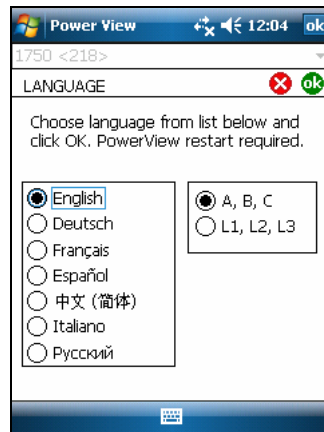 Power View 12:04 ok
1750 <218>
LANGUAGE ok
Choose language from list below and
click OK. PowerView restart required.
English
Deutsch
Français
Español
中文 (简体)
Italiano
Русский
A, B, C
L1, L2, L3